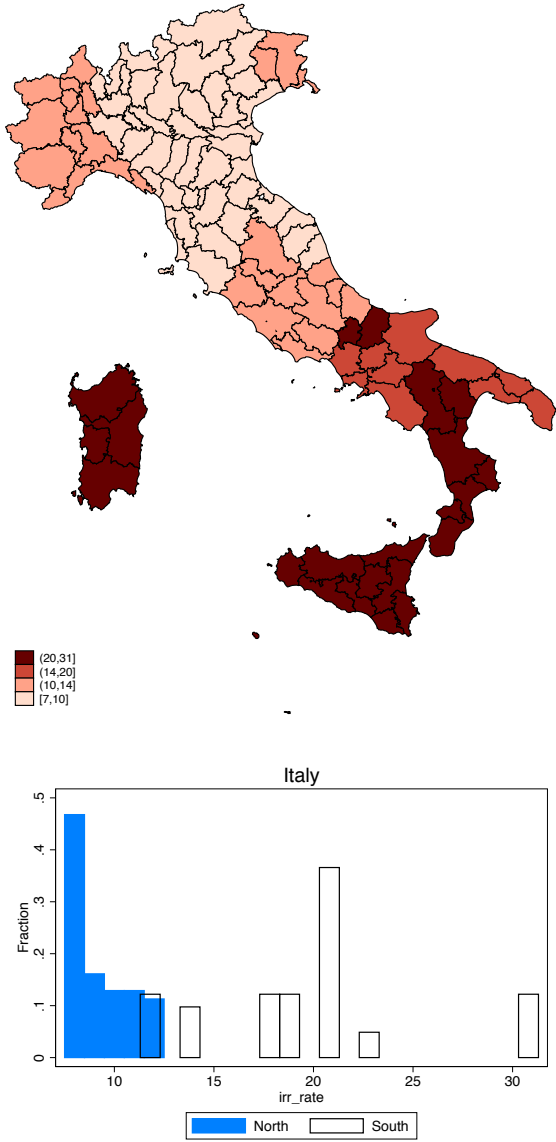 (20,31]
(14,20]
(10,14]
[7,10]
Italy
.5
.4
.3
.2
.1
0
Fraction
10 15 20 25 30
irr_rate
North South